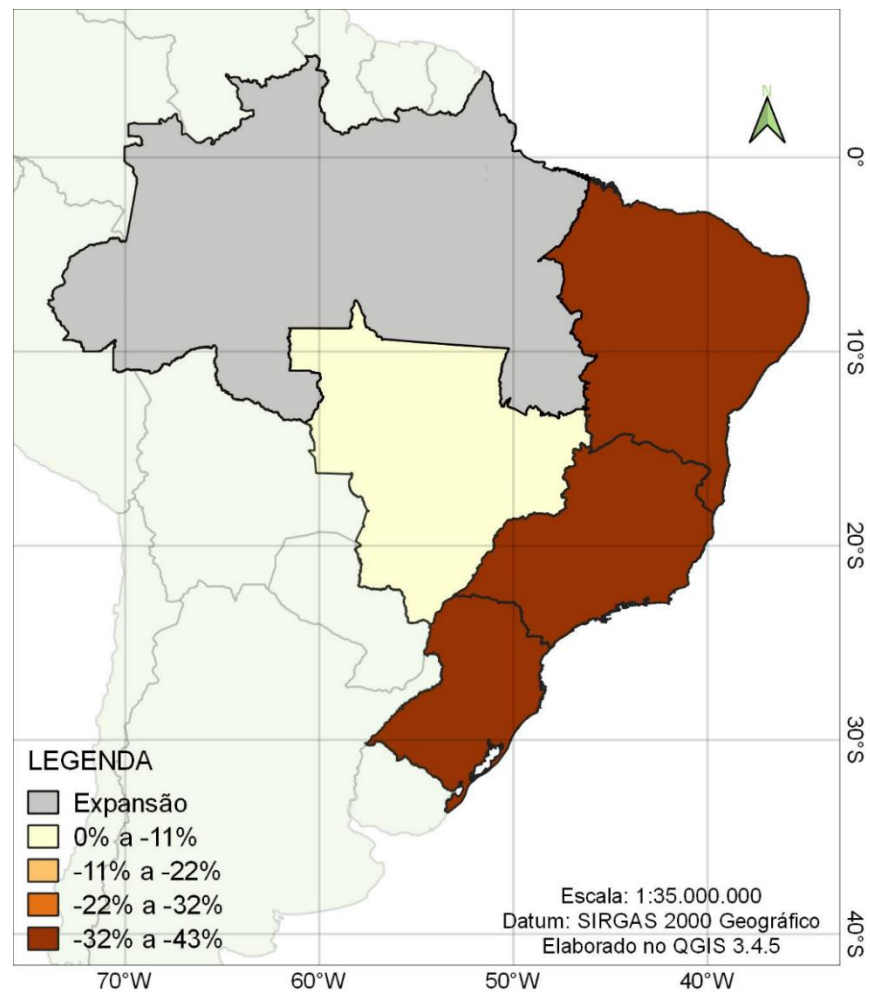 N
0°
10°S
20°S
30°S
40°S
LEGENDA
Expansão
0% a -11%
-11% a -22%
-22% a -32%
-32% a -43%
Escala: 1:35.000.000
Datum: SIRGAS 2000 Geográfico
Elaborado no QGIS 3.4.5
70°W 60°W 50°W 40°W